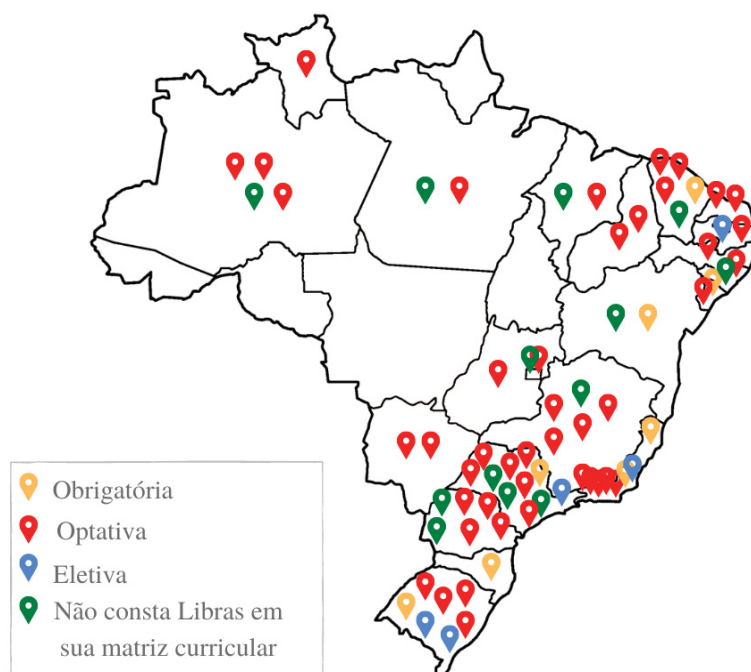 Obrigatória
Optativa
Eletiva
Não consta Libras em
sua matriz curricular